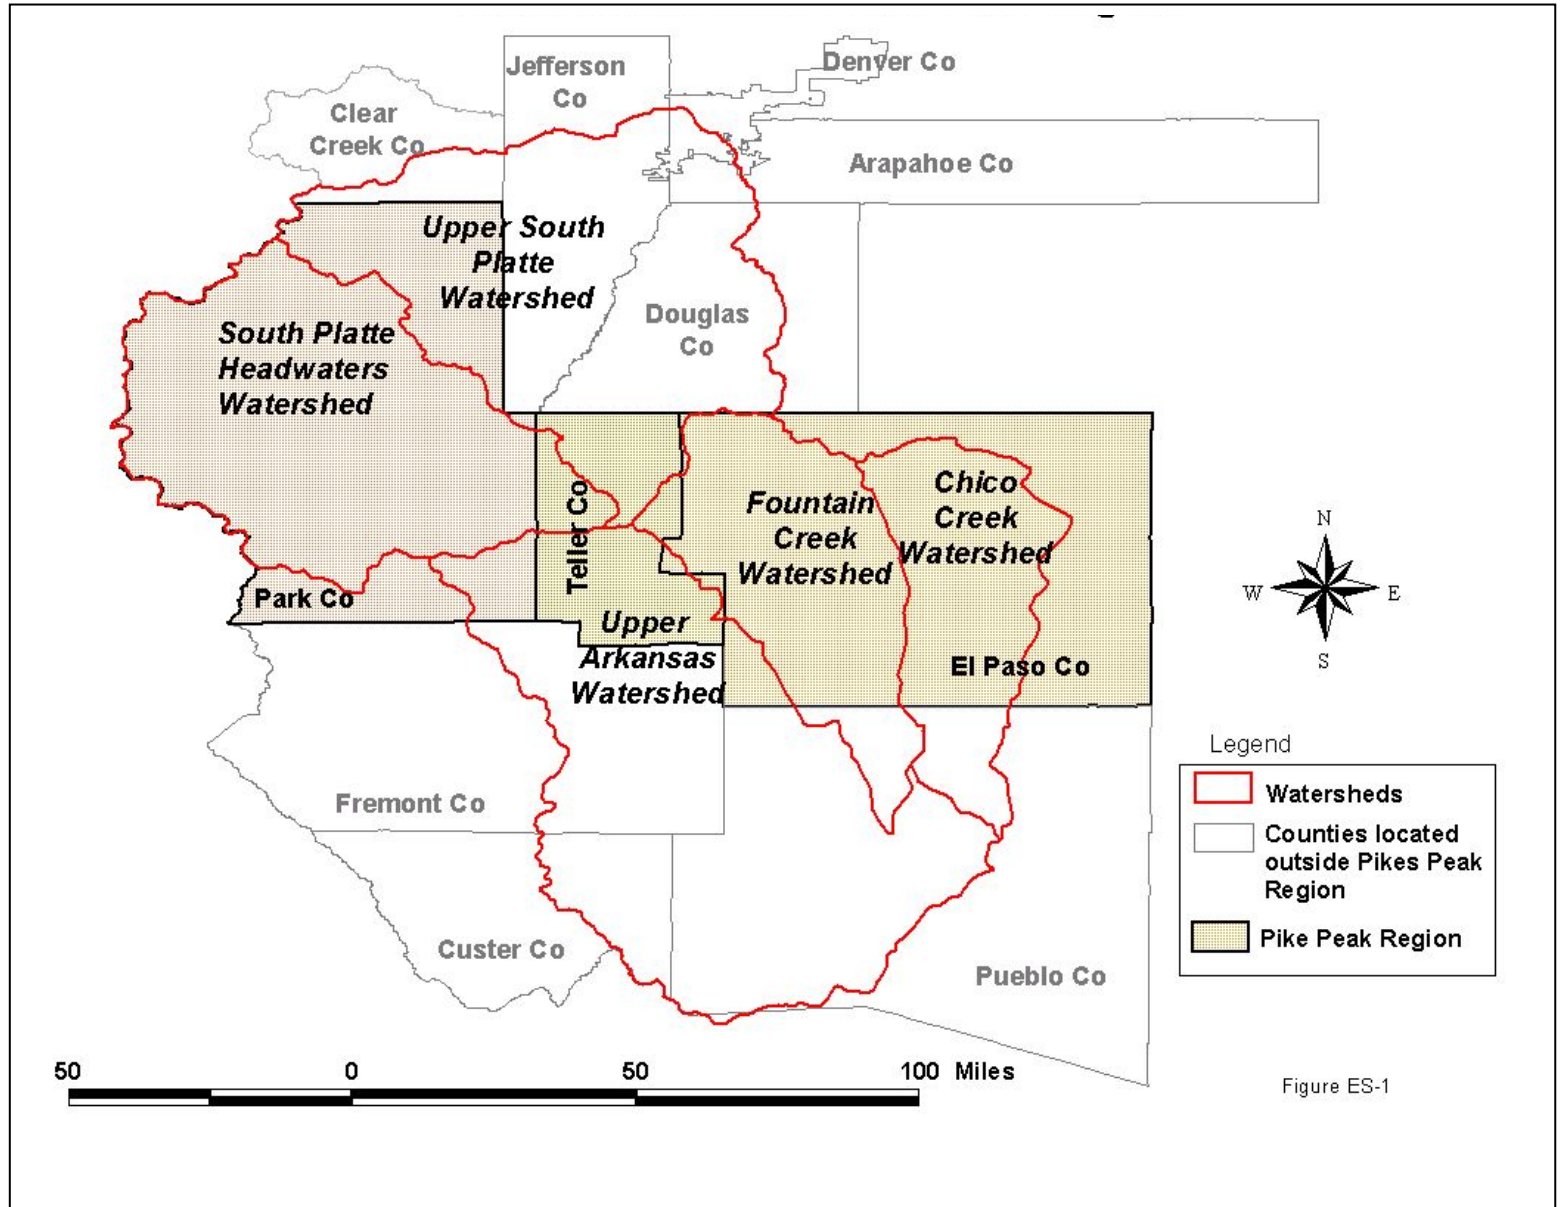 Jefferson
Co
Denver Co
Clear
Creek Co
Arapahoe Co
Upper South
Platte
Watershed
Douglas
Co
South Platte
Headwaters
Watershed
Teller Co
Fountain
Creek
Watershed
Chico
Creek
Watershed
Park Co
Upper
Arkansas
Watershed
El Paso Co
Fremont Co
Custer Co
Pueblo Co
N
W
E
S
Legend
Watersheds
Counties located
outside Pikes Peak
Region
Pike Peak Region
50 0 50 100 Miles
Figure ES-1